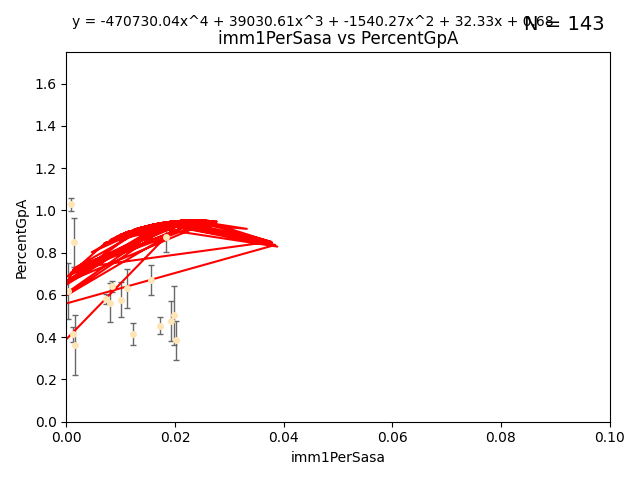 y = -470730.04x^4 + 39030.61x^3 + -1540.27x^2 + 32.33x + 0.68
N = 143
imm1PerSasa vs PercentGpA
PercentGpA
1.6
1.4
1.2
1.0
0.8
0.6
0.4
0.2
0.0
0.00 0.02 0.04 0.06 0.08 0.10
imm1PerSasa